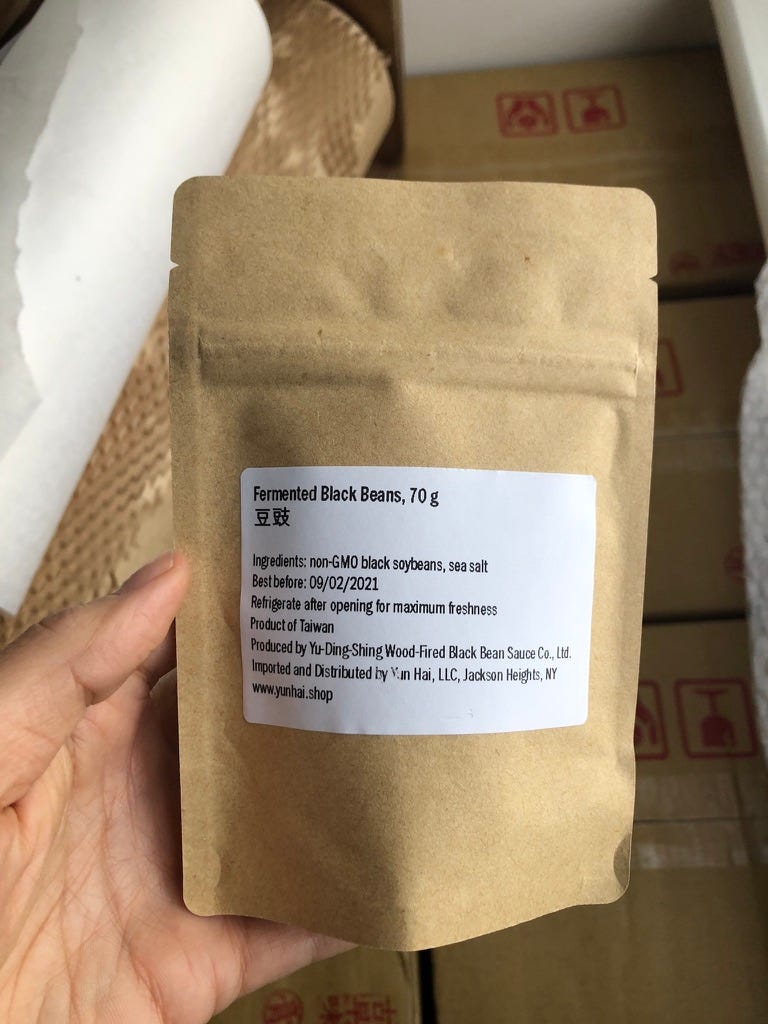 Fermented Black Beans, 70 g
豆豉
Ingredients: non-GMO black soybeans, sea salt
Best before: 09/02/2021
Refrigerate after opening for maximum freshness
Product of Taiwan
Produced by Yu-Ding-Shing Wood-Fired Black Bean Sauce Co., Ltd.
Imported and Distributed by Yun Hai, LLC, Jackson Heights, NY
www.yunhai.shop